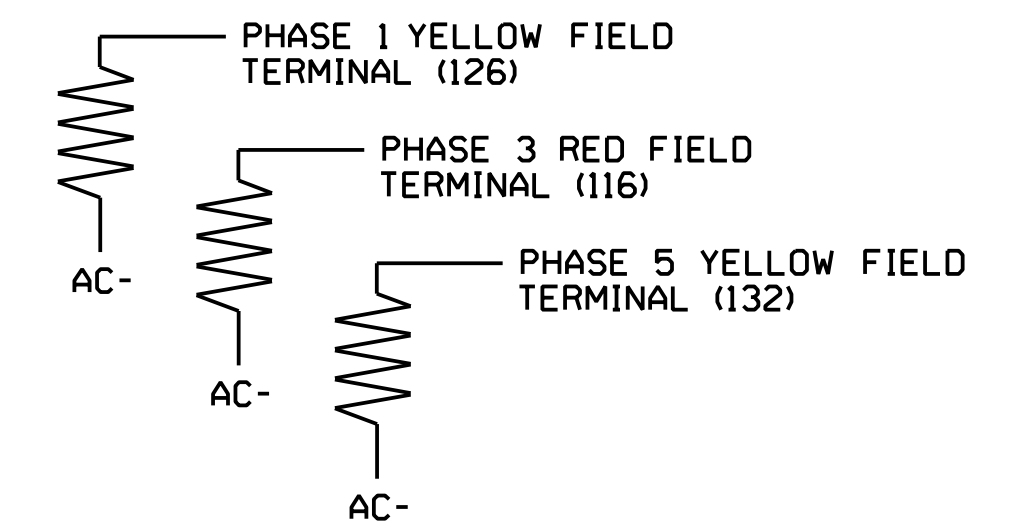 PHASE 1 YELLOW FIELD
TERMINAL (126)
AC-
PHASE 3 RED FIELD
TERMINAL (116)
AC-
PHASE 5 YELLOW FIELD
TERMINAL (132)
AC-